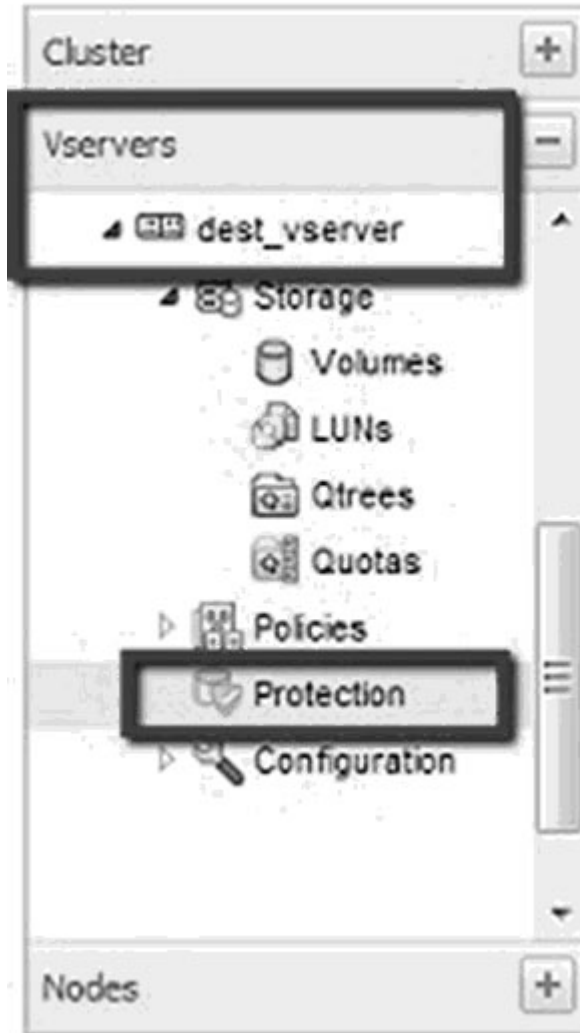 Cluster
Vservers
dest_vserver
Storage
Volumes
LUNs
Qtrees
Quotas
Policies
Protection
Configuration
Nodes